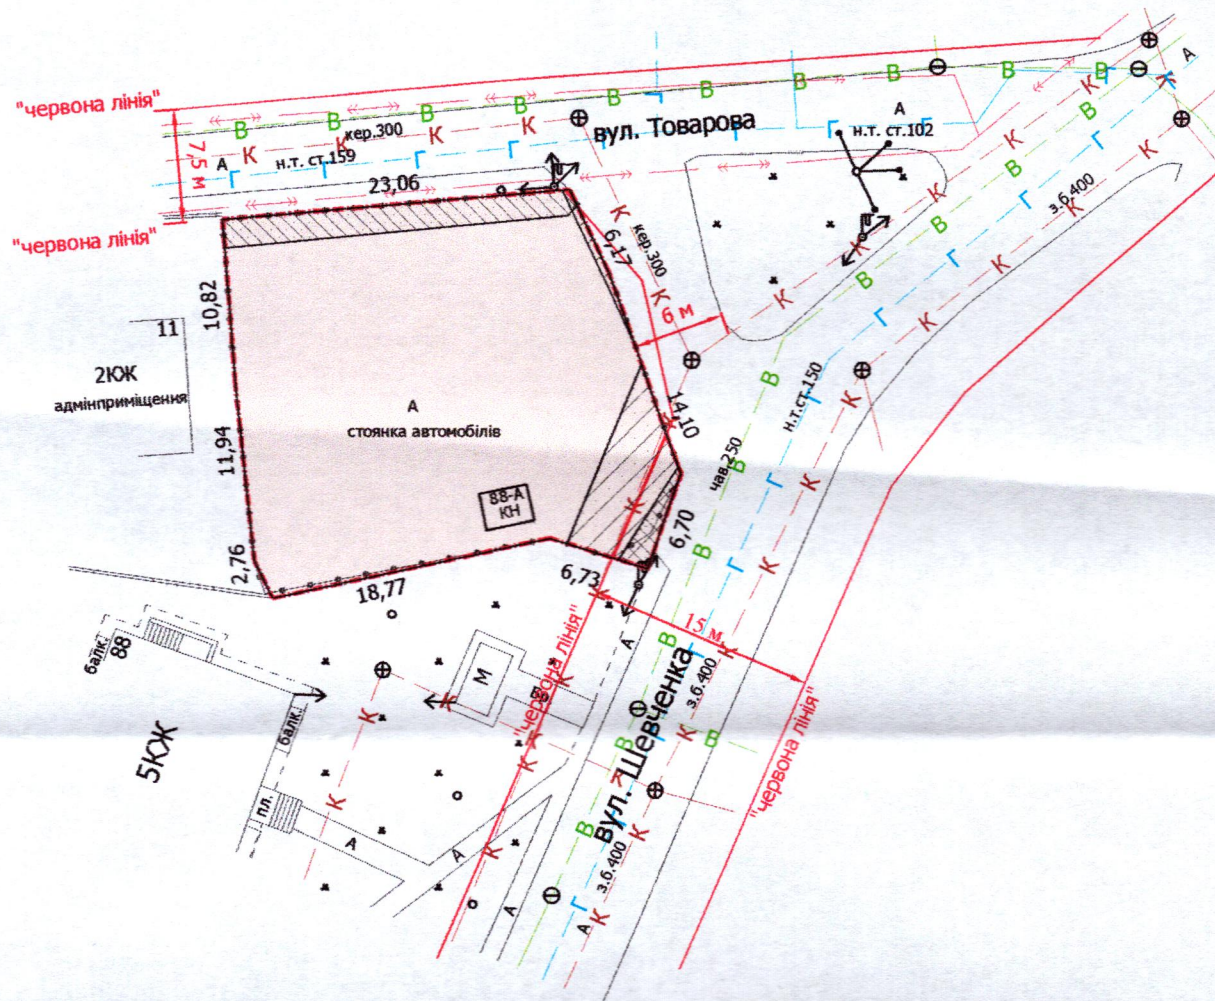 "червона лінія"
7,5 м
"червона лінія"
В
В
В
В
В
В
В
В
В
В
А
кер.300
К
К
К
К
н.т. ст.159
Г
Г
Г
Г
Г
Г
вул. Товарова
А
н.т. ст.102
А
23,06
6,17
кер.300
К
К
6 м
з.б.400
К
К
К
К
К
К
К
К
К
В
В
В
Г
Г
Г
10,82
11
2КЖ
адмінприміщення
11,94
А
стоянка автомобілів
88-А
КН
14,10
н.т.ст.150
чав.250
6,70
2,76
18,77
6,73
15 м
балк.
88
5КЖ
балк.
пл.
М
А
А
А
А
А
"червона лінія"
вул. Шевченка
з.б.400
з.б.400
"червона лінія"